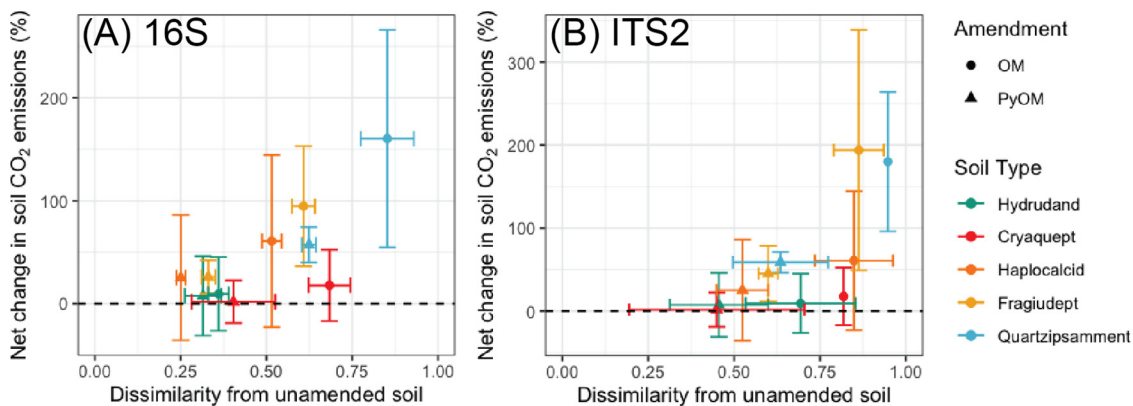 (A) 16S
Net change in soil CO₂ emissions (%)
200
100
0
0.00 0.25 0.50 0.75 1.00
Dissimilarity from unamended soil
(B) ITS2
Net change in soil CO₂ emissions (%)
300
200
100
0
0.00 0.25 0.50 0.75 1.00
Dissimilarity from unamended soil
Amendment
OM
PyOM
Soil Type
Hydrudand
Cryaquept
Haplocalcid
Fragiudept
Quartzipsamment